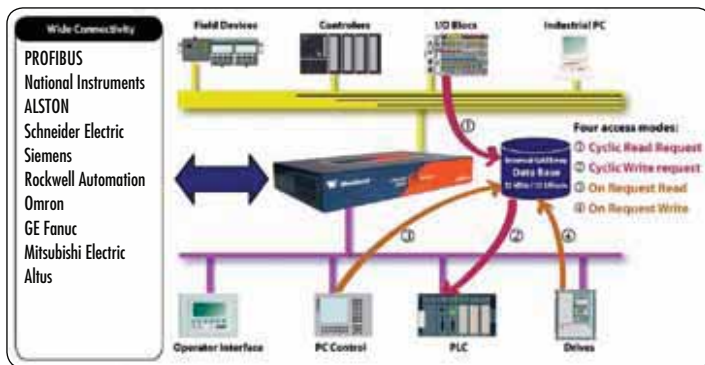 Wide Connectivity
PROFIBUS
National Instruments
ALSTON
Schneider Electric
Siemens
Rockwell Automation
Omron
GE Fanuc
Mitsubishi Electric
Altus
Field Devices
Controllers
I/O Blocs
Industrial PC
①
Data Base
Four access modes:
① Cyclic Read Request
② Cyclic Write request
③ On Request Read
④ On Request Write
③
②
④
Operator Interface
PC Control
PLC
Drives